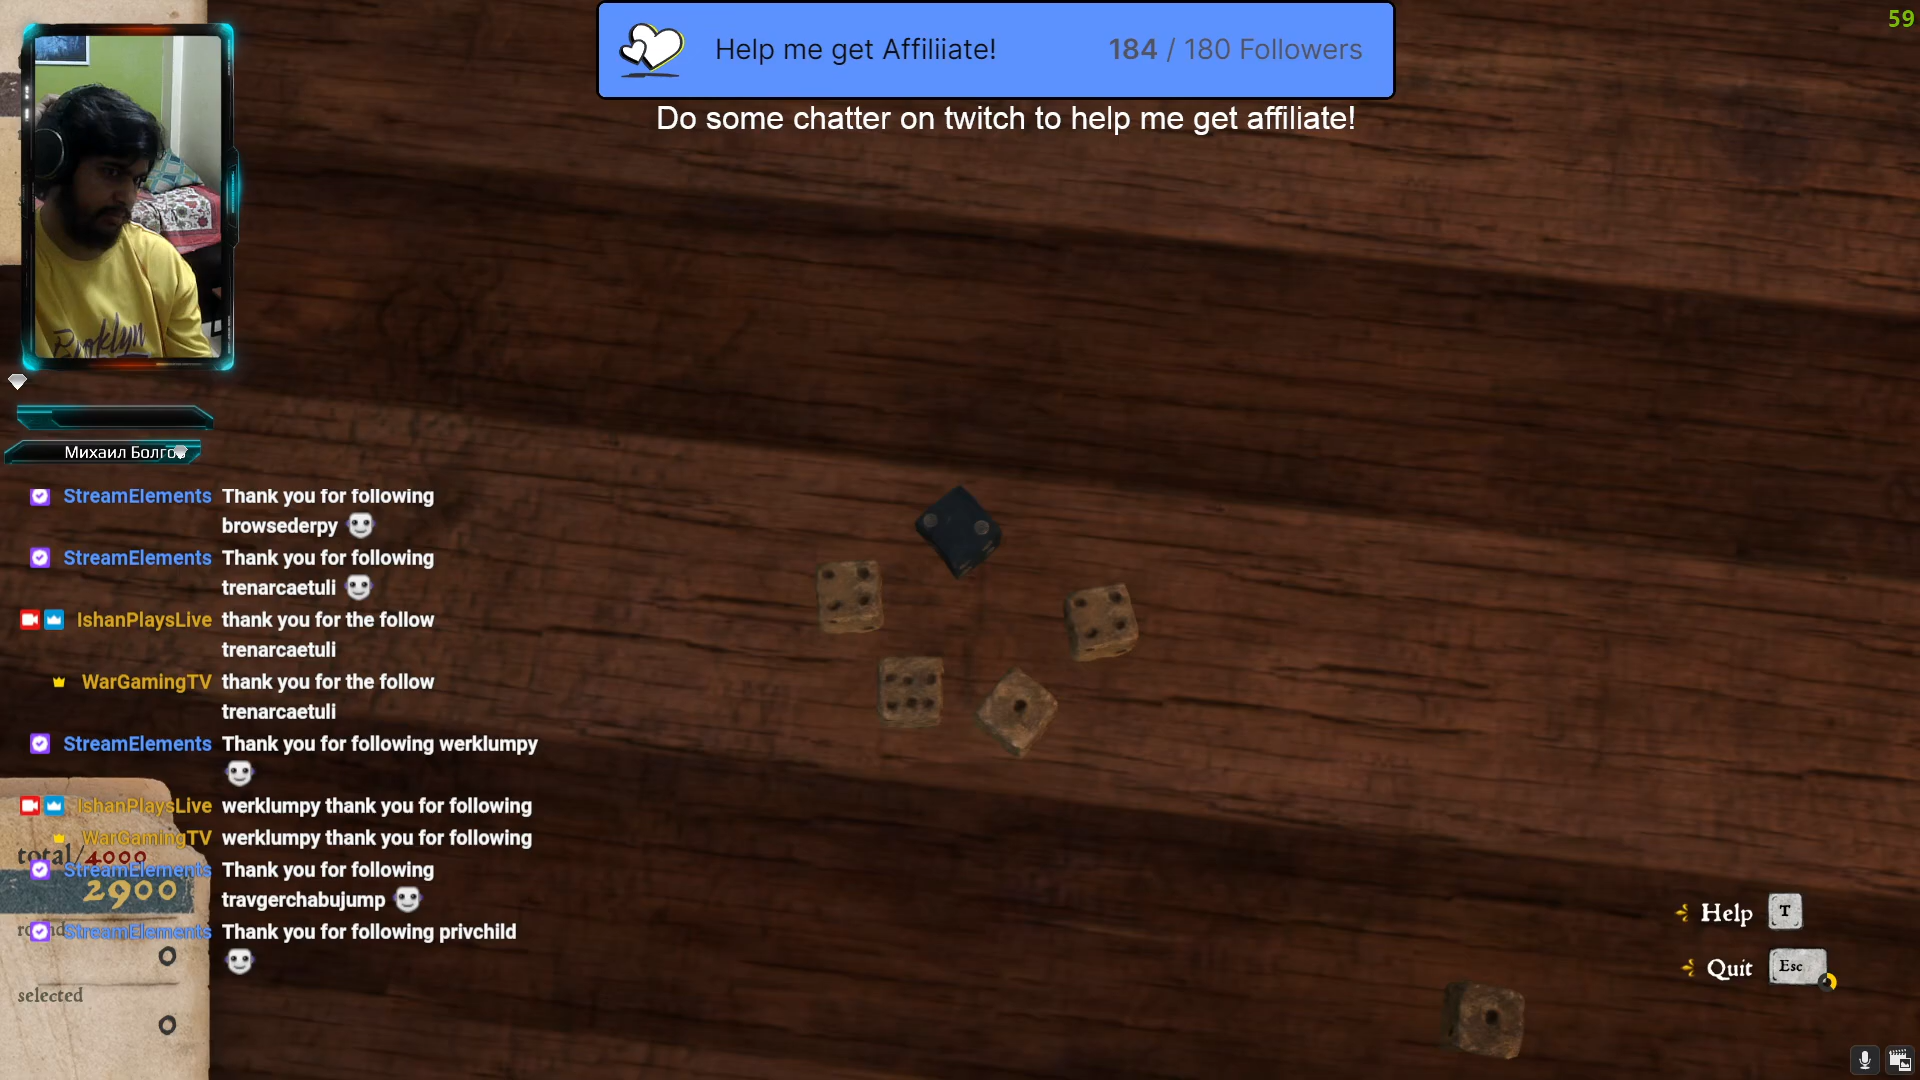 Help me get Affiliiate! 184 / 180 Followers
59
Do some chatter on twitch to help me get affiliate!
Brooklyn
Михаил Болгов
StreamElements Thank you for following
browsederpy
StreamElements Thank you for following
trenarcaetuli
IshanPlaysLive thank you for the follow
trenarcaetuli
WarGamingTV thank you for the follow
trenarcaetuli
StreamElements Thank you for following werklumpy
IshanPlaysLive werklumpy thank you for following
WarGamingTV werklumpy thank you for following
total/4000
StreamElements Thank you for following
2900
travgerchabujump
round
StreamElements Thank you for following privchild
0
selected
0
Help T
Quit Esc